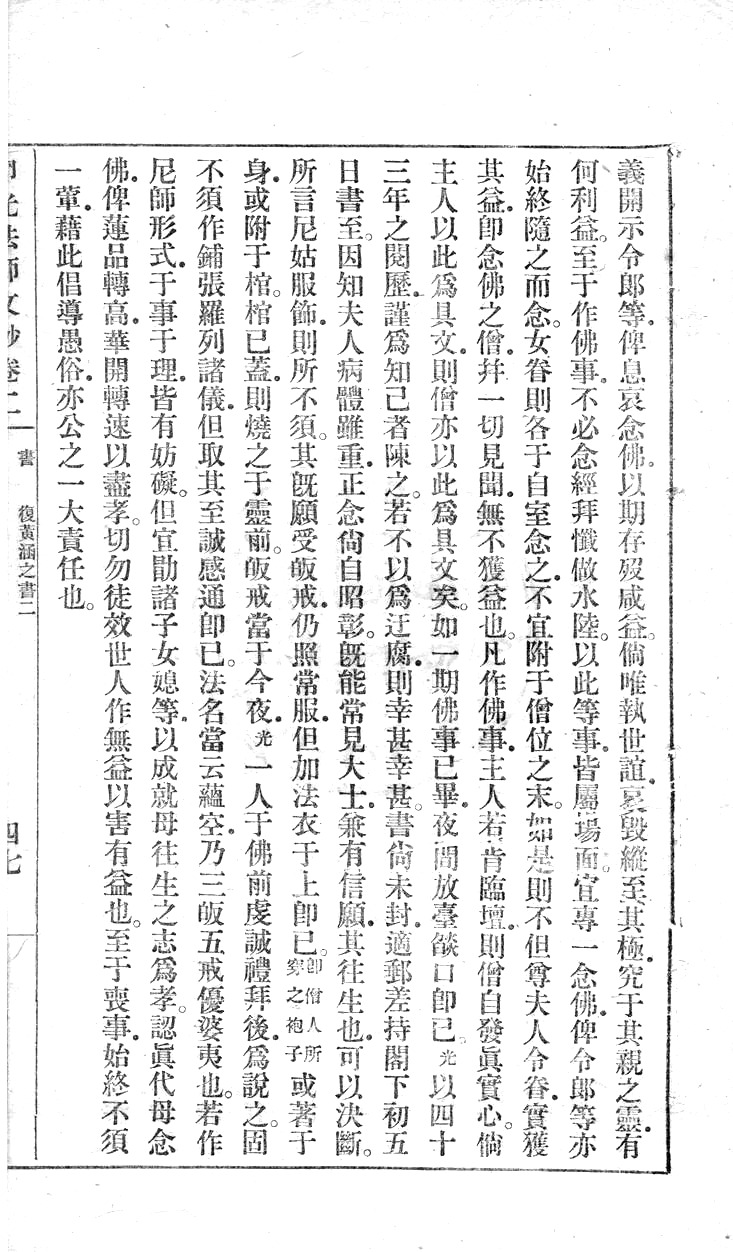 義開示令郎等俾息哀念佛。以期存歿咸益。倘唯執世誼哀毀縱至其極究于其親之靈有
何利益。至于作佛事不必念經拜懺做水陸。以此等事皆屬場面。宜專一念佛俾令郎等亦
始終隨之而念。女眷則各于自室念之不宜附于僧位之末。如是則不但尊夫人令眷實獲
其益卽念佛之僧幷一切見聞無不獲益也。凡作佛事主人若肯臨壇則僧自發眞實心。倘
主人以此爲具文則僧亦以此爲具文矣。如一期佛事已畢夜間放臺燄口卽已。光以四十
三年之閱歷謹爲知己者陳之。若不以爲迂腐則幸甚幸甚。書尙未封適郵差持閣下初五
日書至。因知夫人病體雖重正念尙自昭彰。旣能常見大士兼有信願其往生也可以決斷。
所言尼姑服飾則所不須。其旣願受皈戒仍照常服但加法衣于上卽已。卽僧人所穿之袍子或著于
身或附于棺。棺已蓋則燒之于靈前。皈戒當于今夜光一人于佛前虔誠禮拜後爲說之。固
不須作鋪張羅列諸儀但取其至誠感通卽已。法名當云蘊空乃三皈五戒優婆夷也。若作
尼師形式于事于理皆有妨礙。但宜勖諸子女媳等以成就母往生之志爲孝。認眞代母念
佛俾蓮品轉高華開轉速以盡孝。切勿徒效世人作無益以害有益也。至于喪事始終不須
一葷藉此倡導愚俗亦公之一大責任也。
印光法師文鈔卷二 書 復黃涵之書二 四七